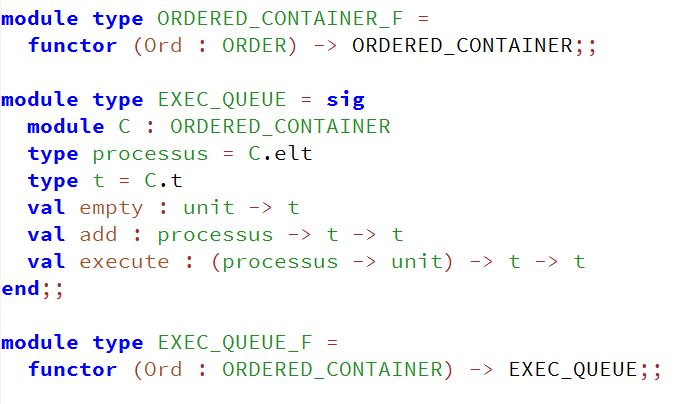 module type ORDERED_CONTAINER_F =
  functor (Ord : ORDER) -> ORDERED_CONTAINER;;

module type EXEC_QUEUE = sig
  module C : ORDERED_CONTAINER
  type processus = C.elt
  type t = C.t
  val empty : unit -> t
  val add : processus -> t -> t
  val execute : (processus -> unit) -> t -> t
end;;

module type EXEC_QUEUE_F =
  functor (Ord : ORDERED_CONTAINER) -> EXEC_QUEUE;;